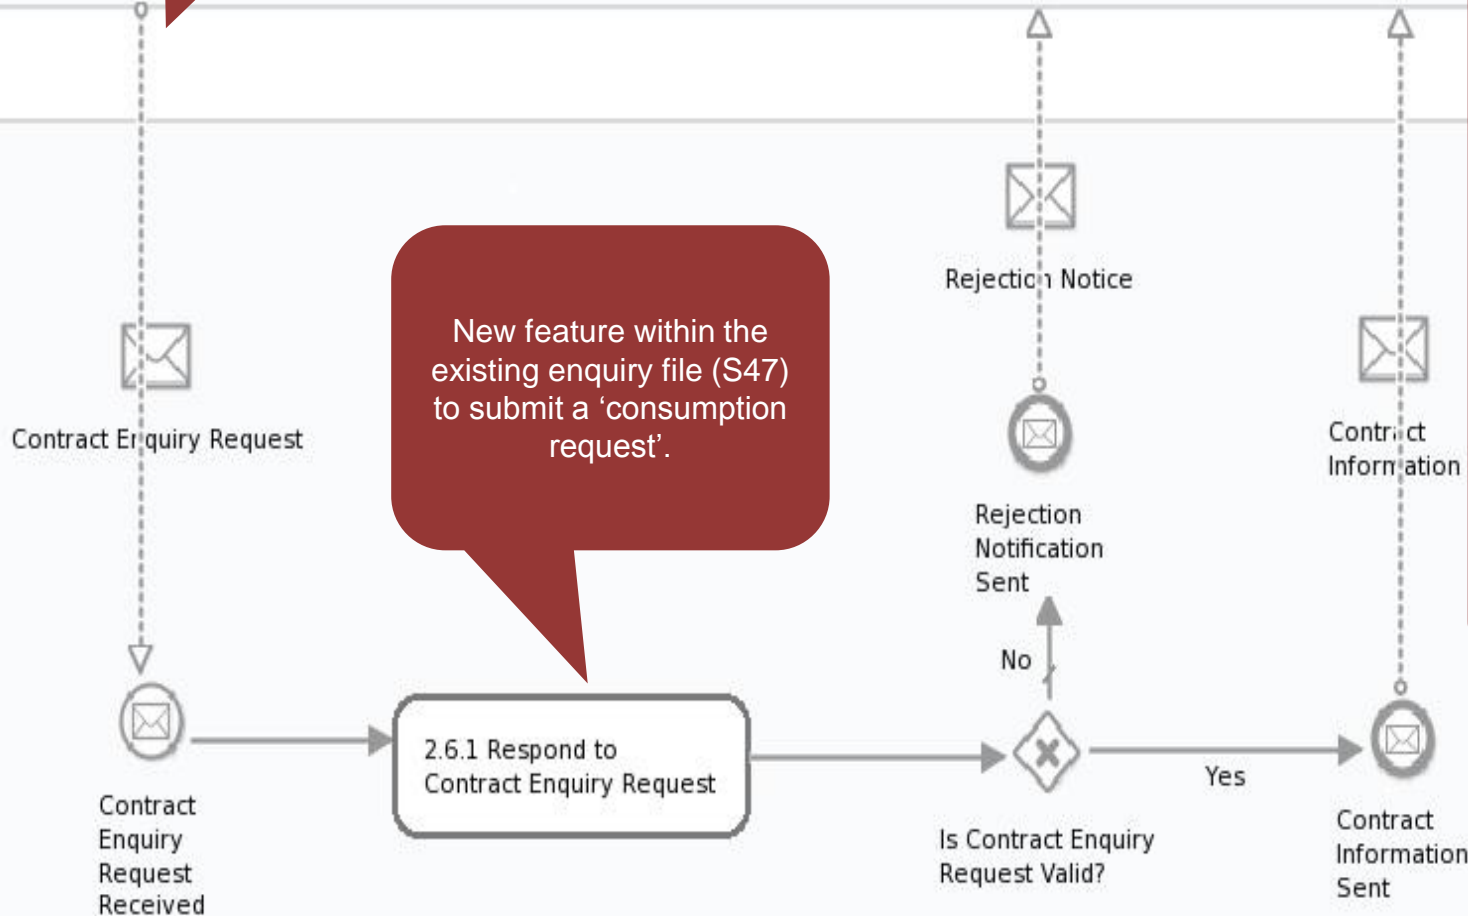 Rejection Notice
New feature within the
existing enquiry file (S47)
to submit a ‘consumption
request’.
Contract Enquiry Request
Contract
Information
Rejection
Notification
Sent
No
2.6.1 Respond to
Contract Enquiry Request
Yes
Contract
Enquiry
Request
Received
Is Contract Enquiry
Request Valid?
Contract
Information
Sent